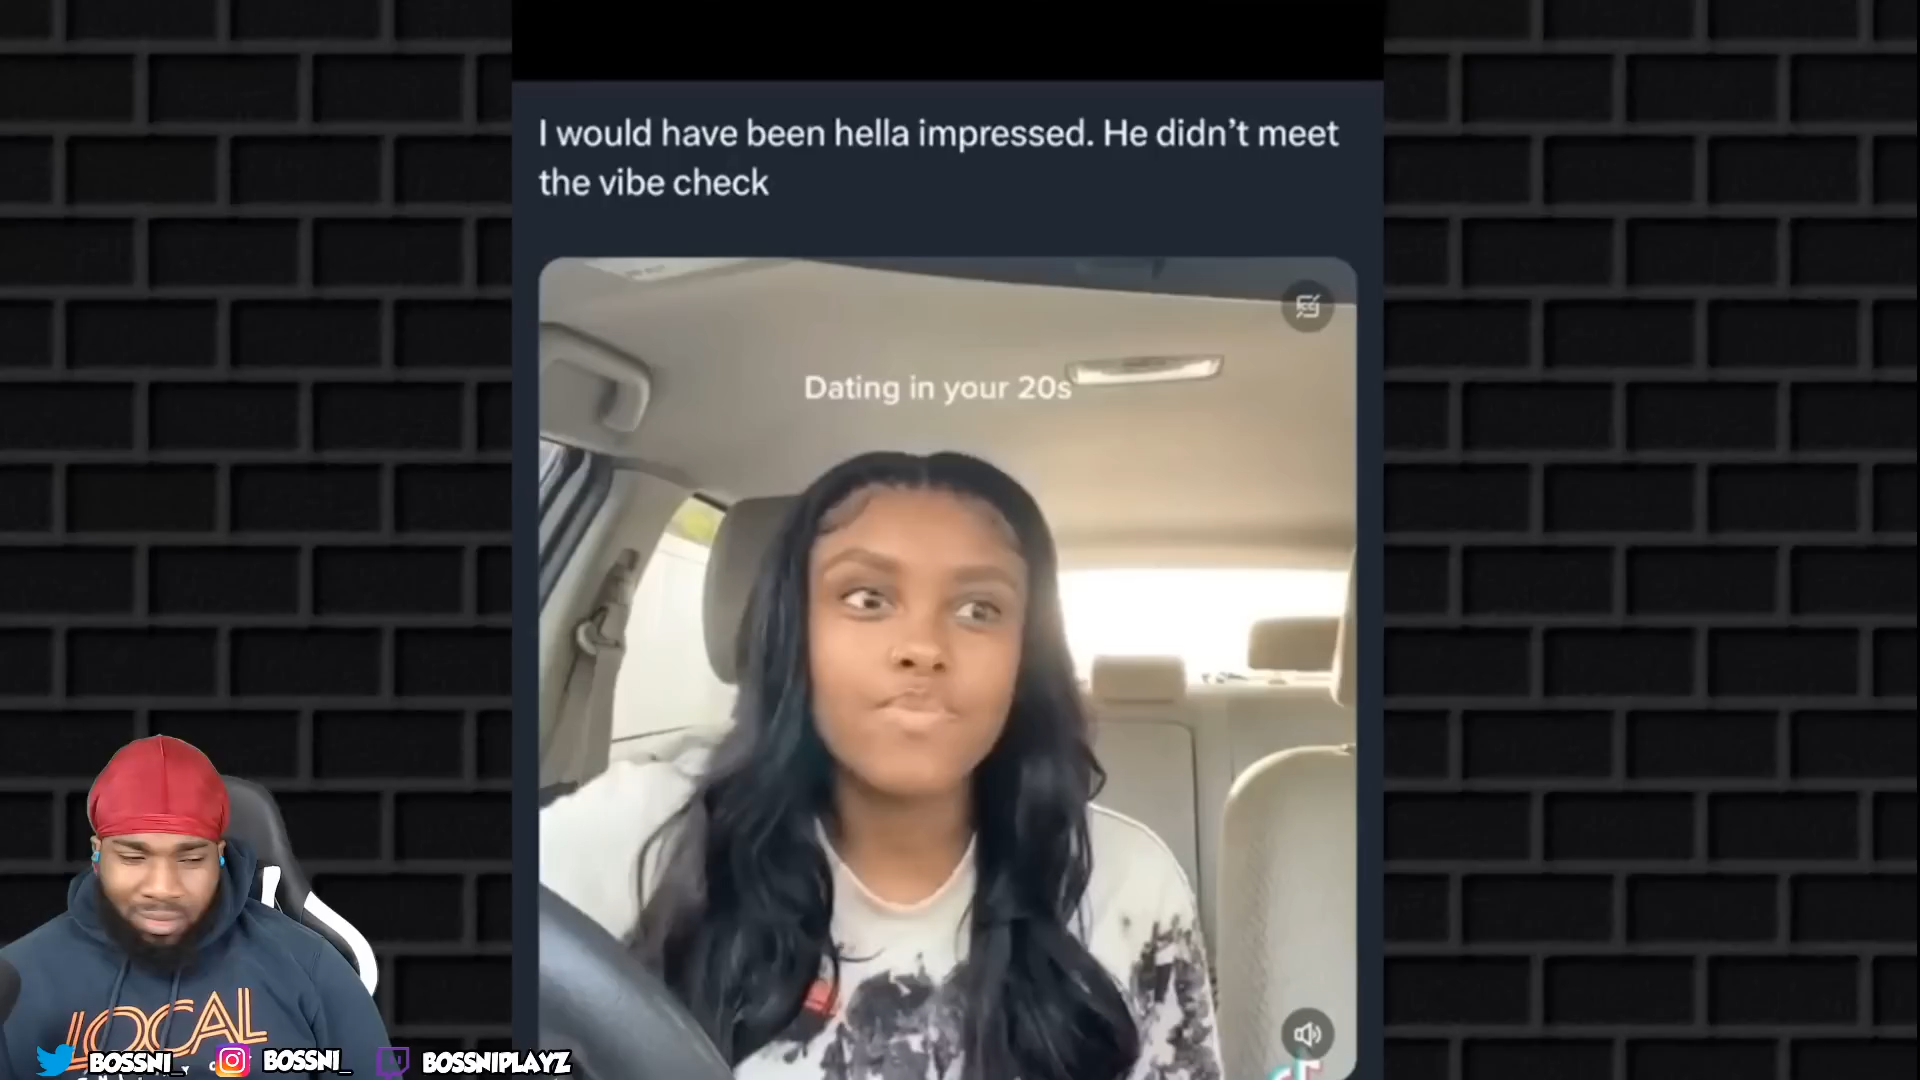 I would have been hella impressed. He didn't meet
the vibe check
Dating in your 20s
LOCAL
BOSSNI_
BOSSNI_
BOSSNIPLAYZ